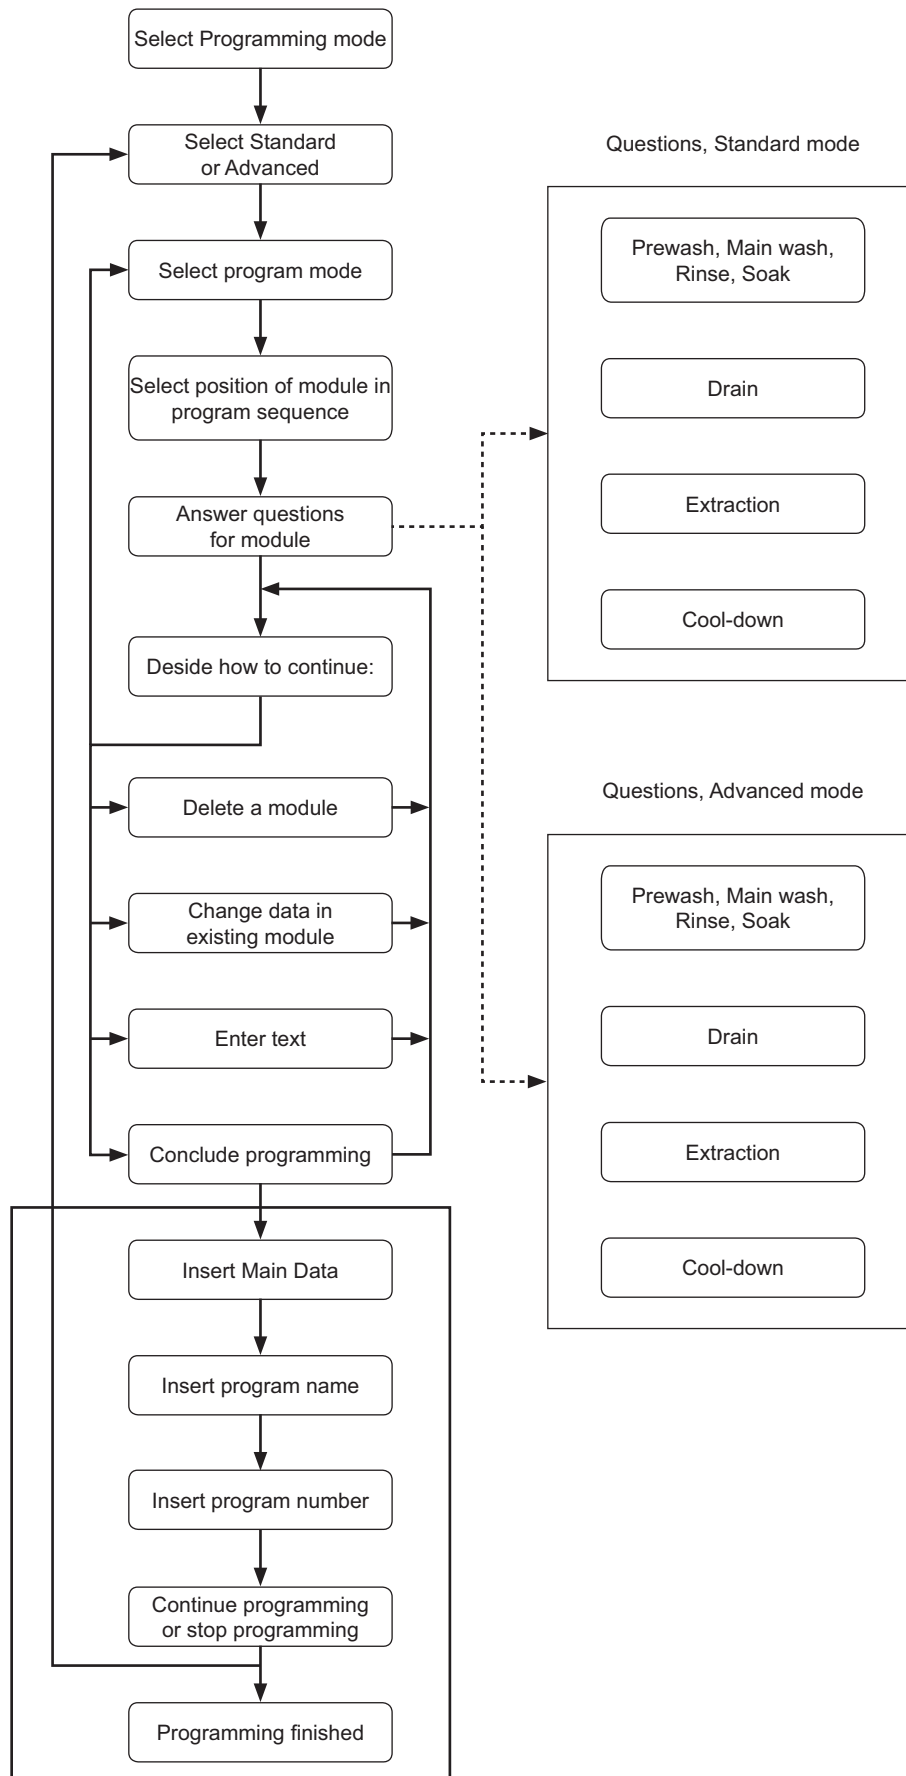 Select Programming mode
Select Standard
or Advanced
Select program mode
Select position of module in
program sequence
Answer questions
for module
Deside how to continue:
Delete a module
Change data in
existing module
Enter text
Conclude programming
Insert Main Data
Insert program name
Insert program number
Continue programming
or stop programming
Programming finished
Questions, Standard mode
Prewash, Main wash,
Rinse, Soak
Drain
Extraction
Cool-down
Questions, Advanced mode
Prewash, Main wash,
Rinse, Soak
Drain
Extraction
Cool-down